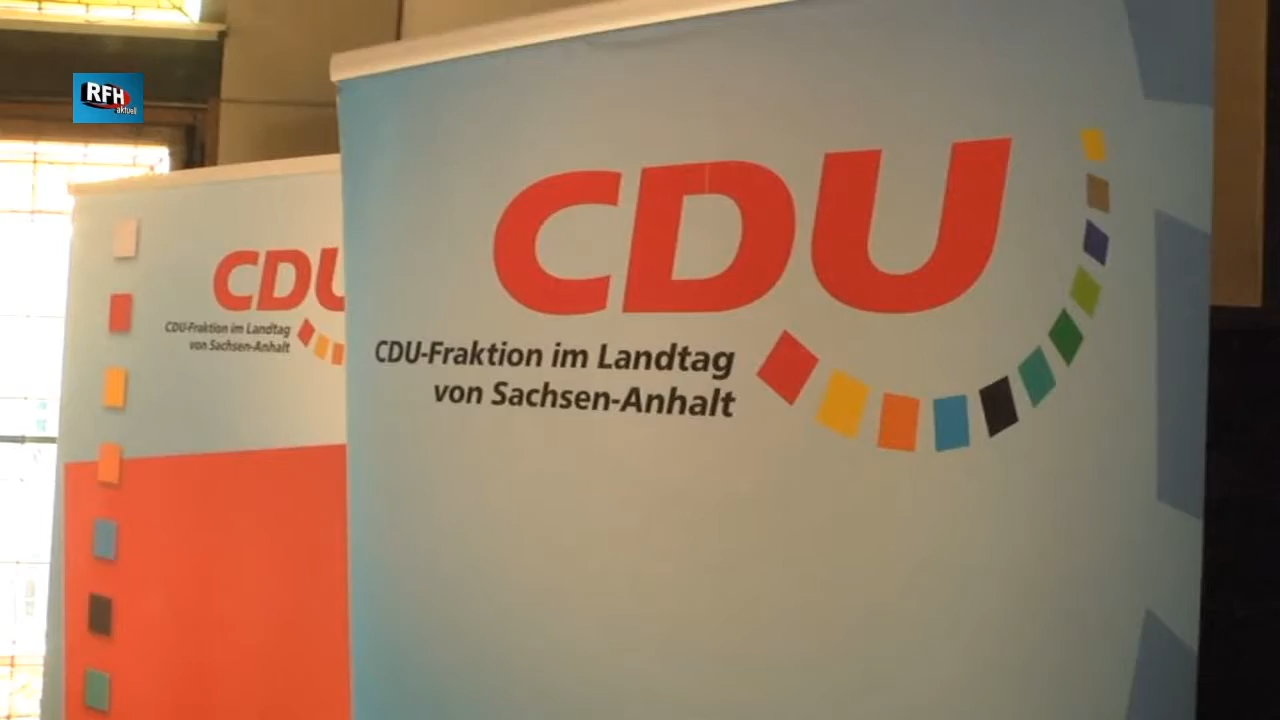 RFH
aktuell
CDU
CDU-Fraktion im Landtag
von Sachsen-Anhalt
CDU
CDU-Fraktion im Landtag
von Sachsen-Anhalt